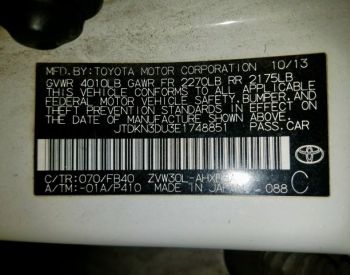 MFD.BY:TOYOTA MOTOR CORPORATION 10/13
GVWR 4010LB GAWR FR 2270LB RR 2175LB
THIS VEHICLE CONFORMS TO ALL APPLICABLE
FEDERAL MOTOR VEHICLE SAFETY,BUMPER,AND
THEFT PREVENTION STANDARDS IN EFFECT
ON THE DATE OF MANUFACTURE SHOWN ABOVE.
JTDKN3DU3E1748851 PASS.CAR
TOYOTA
C/TR:070/FB40 ZVW30L-
A/TM:-01A/P410 MADE IN JAPAN 088 C